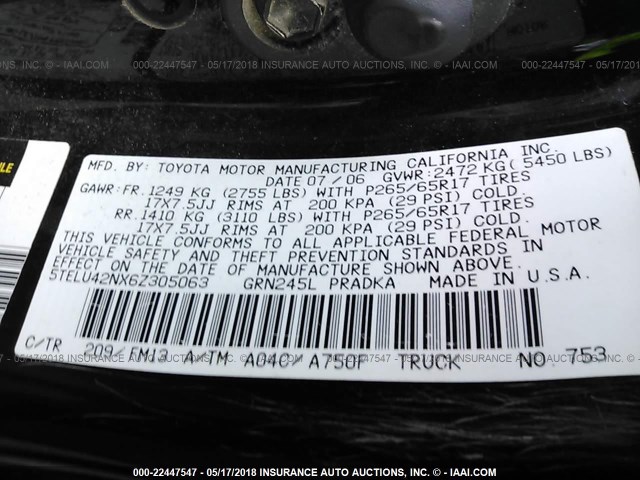 000-22447547 - 05/17/2018 INSURANCE AUTO AUCTIONS, INC. - IAAI.COM
MFD. BY: TOYOTA MOTOR MANUFACTURING CALIFORNIA INC.
DATE 07/06 GVWR:2472 KG( 5450 LBS)
GAWR:FR.1249 KG (2755 LBS) WITH P265/65R17 TIRES
17X7.5JJ RIMS AT 200 KPA (29 PSI) COLD.
RR.1410 KG (3110 LBS) WITH P265/65R17 TIRES
17X7.5JJ RIMS AT 200 KPA (29 PSI) COLD.
THIS VEHICLE CONFORMS TO ALL APPLICABLE FEDERAL MOTOR
VEHICLE SAFETY AND THEFT PREVENTION STANDARDS IN
EFFECT ON THE DATE OF MANUFACTURE SHOWN ABOVE.
5TELU42NX6Z305063 GRN245L PRADKA MADE IN U.S.A.
C/TR 209/FM13 A-TM A04C/ A750F TRUCK NO. 753
000-22447547 - 05/17/2018 INSURANCE AUTO AUCTIONS, INC. - IAAI.COM